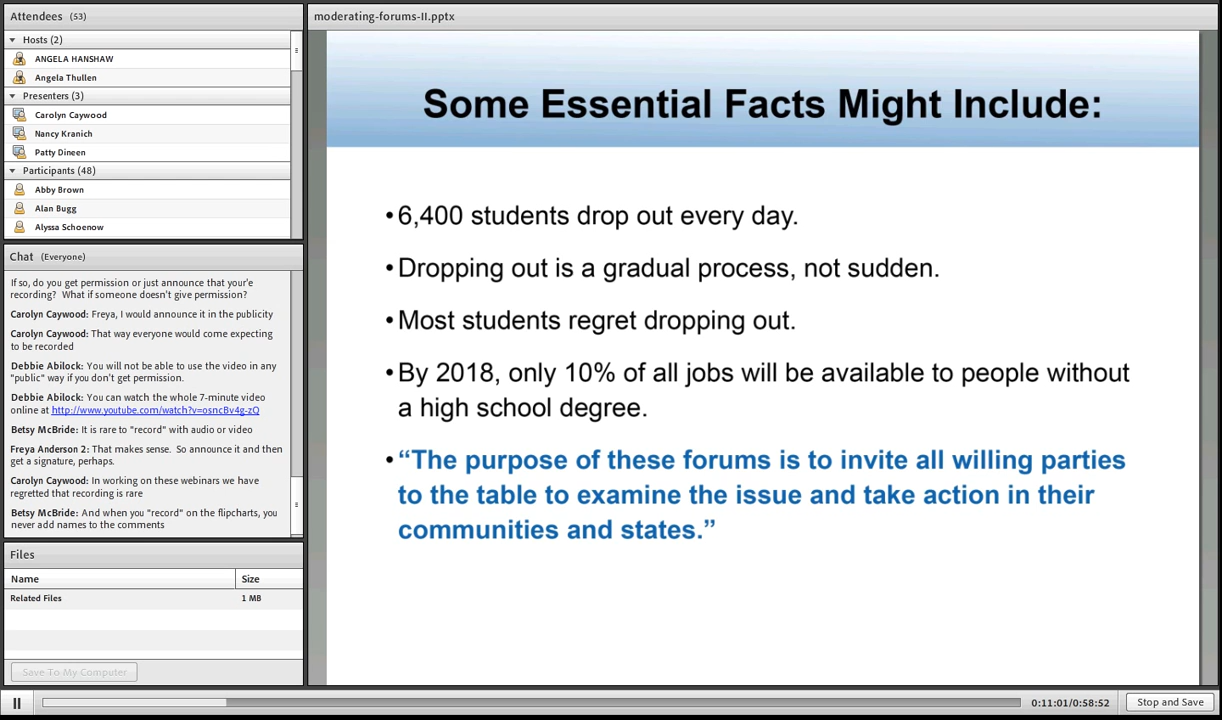 Attendees (53)
Hosts (2)
ANGELA HANSHAW
Angela Thullen
Presenters (3)
Carolyn Caywood
Nancy Kranich
Patty Dineen
Participants (48)
Abby Brown
Alan Bugg
Alyssa Schoenow
Chat (Everyone)
If so, do you get permission or just announce that your'e
recording? What if someone doesn't give permission?
Carolyn Caywood: Freya, I would announce it in the publicity
Carolyn Caywood: That way everyone would come expecting
to be recorded
Debbie Abilock: You will not be able to use the video in any
"public" way if you don't get permission.
Debbie Abilock: You can watch the whole 7-minute video
online at http://www.youtube.com/watch?v=osncBv4g-zQ
Betsy McBride: It is rare to "record" with audio or video
Freya Anderson 2: That makes sense. So announce it and then
get a signature, perhaps.
Carolyn Caywood: In working on these webinars we have
regretted that recording is rare
Betsy McBride: And when you "record" on the flipcharts, you
never add names to the comments
Files
Name Size
Related Files 1 MB
Save To My Computer
moderating-forums-II.pptx
Some Essential Facts Might Include:
•6,400 students drop out every day.
•Dropping out is a gradual process, not sudden.
•Most students regret dropping out.
•By 2018, only 10% of all jobs will be available to people without
a high school degree.
•“The purpose of these forums is to invite all willing parties
to the table to examine the issue and take action in their
communities and states.”
0:11:01/0:58:52
Stop and Save